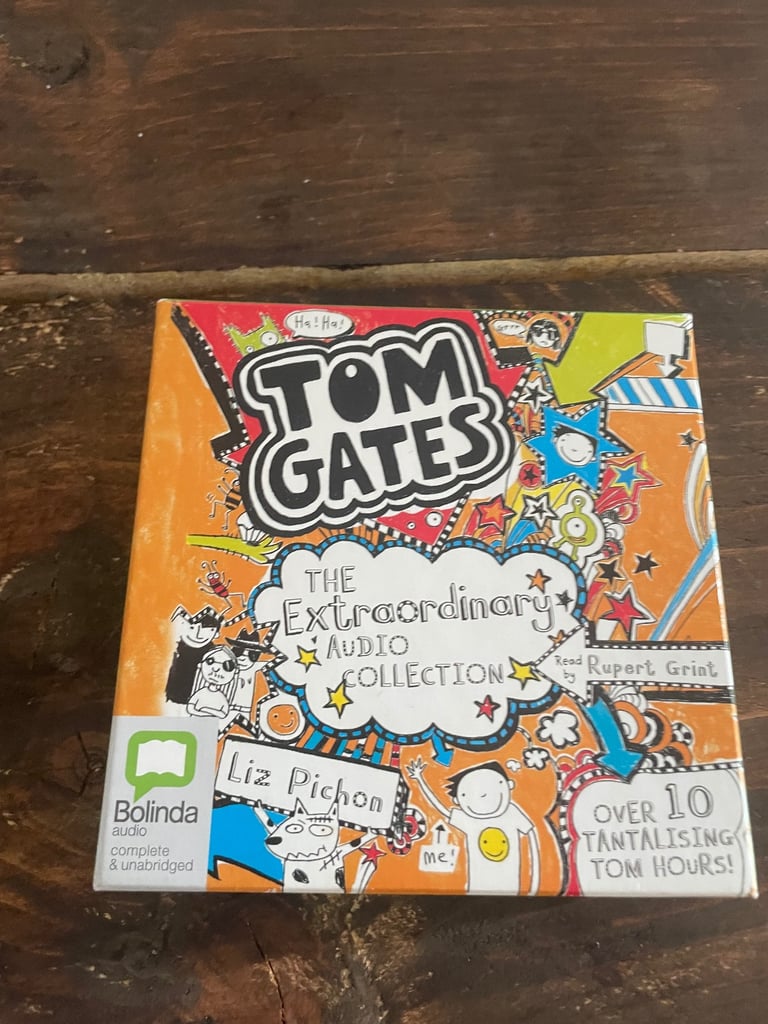 Ha! Ha!
Grrr
TOM
GATES
THE
Extraordinary
AUDIO
COLLECTION
Read
by
Rupert Grint
Liz Pichon
me!
OVER 10
TANTALISING
TOM HOURS!
Bolinda
audio
complete
& unabridged